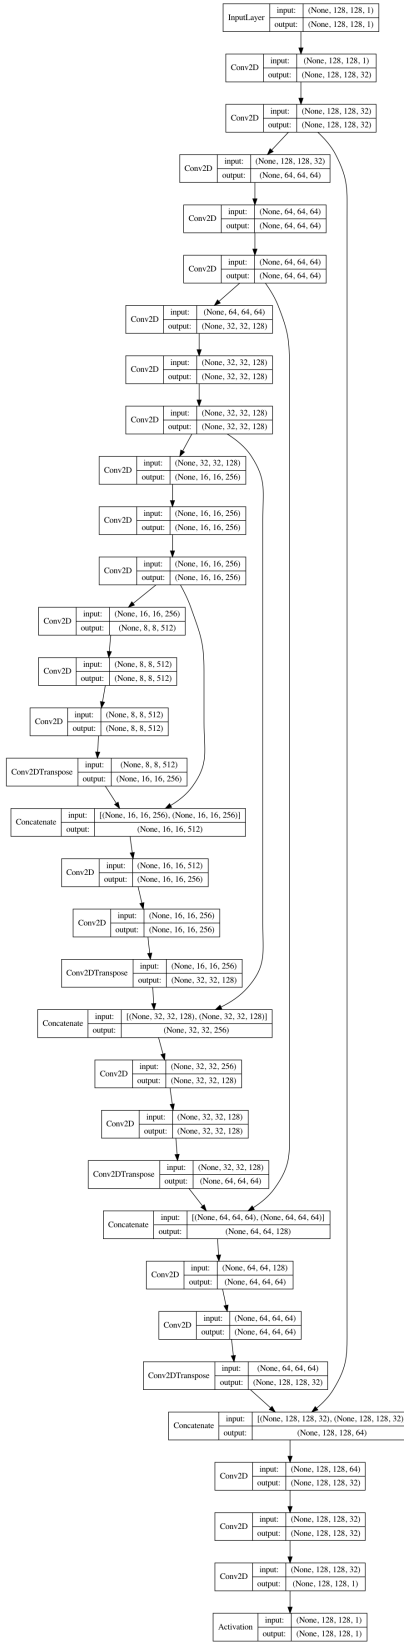 InputLayer input: (None, 128, 128, 1)
output: (None, 128, 128, 1)
Conv2D input: (None, 128, 128, 1)
output: (None, 128, 128, 32)
Conv2D input: (None, 128, 128, 32)
output: (None, 128, 128, 32)
Conv2D input: (None, 128, 128, 32)
output: (None, 64, 64, 64)
Conv2D input: (None, 64, 64, 64)
output: (None, 64, 64, 64)
Conv2D input: (None, 64, 64, 64)
output: (None, 64, 64, 64)
Conv2D input: (None, 64, 64, 64)
output: (None, 32, 32, 128)
Conv2D input: (None, 32, 32, 128)
output: (None, 32, 32, 128)
Conv2D input: (None, 32, 32, 128)
output: (None, 32, 32, 128)
Conv2D input: (None, 32, 32, 128)
output: (None, 16, 16, 256)
Conv2D input: (None, 16, 16, 256)
output: (None, 16, 16, 256)
Conv2D input: (None, 16, 16, 256)
output: (None, 16, 16, 256)
Conv2D input: (None, 16, 16, 256)
output: (None, 8, 8, 512)
Conv2D input: (None, 8, 8, 512)
output: (None, 8, 8, 512)
Conv2D input: (None, 8, 8, 512)
output: (None, 8, 8, 512)
Conv2DTranspose input: (None, 8, 8, 512)
output: (None, 16, 16, 256)
Concatenate input: [(None, 16, 16, 256), (None, 16, 16, 256)]
output: (None, 16, 16, 512)
Conv2D input: (None, 16, 16, 512)
output: (None, 16, 16, 256)
Conv2D input: (None, 16, 16, 256)
output: (None, 16, 16, 256)
Conv2DTranspose input: (None, 16, 16, 256)
output: (None, 32, 32, 128)
Concatenate input: [(None, 32, 32, 128), (None, 32, 32, 128)]
output: (None, 32, 32, 256)
Conv2D input: (None, 32, 32, 256)
output: (None, 32, 32, 128)
Conv2D input: (None, 32, 32, 128)
output: (None, 32, 32, 128)
Conv2DTranspose input: (None, 32, 32, 128)
output: (None, 64, 64, 64)
Concatenate input: [(None, 64, 64, 64), (None, 64, 64, 64)]
output: (None, 64, 64, 128)
Conv2D input: (None, 64, 64, 128)
output: (None, 64, 64, 64)
Conv2D input: (None, 64, 64, 64)
output: (None, 64, 64, 64)
Conv2DTranspose input: (None, 64, 64, 64)
output: (None, 128, 128, 32)
Concatenate input: [(None, 128, 128, 32), (None, 128, 128, 32)
output: (None, 128, 128, 64)
Conv2D input: (None, 128, 128, 64)
output: (None, 128, 128, 32)
Conv2D input: (None, 128, 128, 32)
output: (None, 128, 128, 32)
Conv2D input: (None, 128, 128, 32)
output: (None, 128, 128, 1)
Activation input: (None, 128, 128, 1)
output: (None, 128, 128, 1)